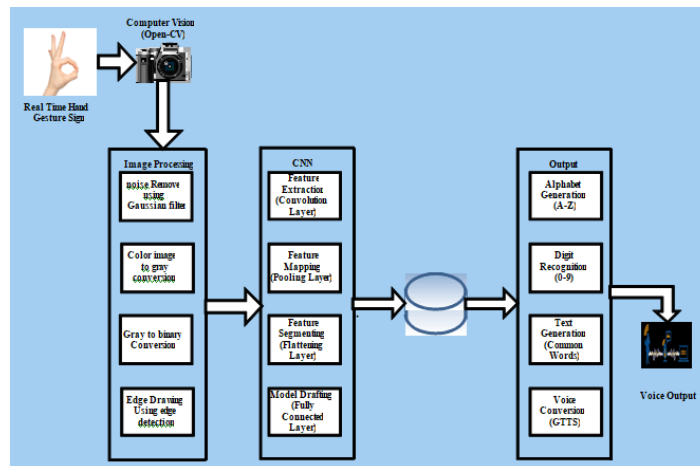 Computer Vision
(Open-CV)
Real Time Hand
Gesture Sign
Image Processing
noise Remove
using
Gaussian filter
Color image
to gray
conversion
Gray to binary
Conversion
Edge Drawing
Using edge
detection
CNN
Feature
Extraction
(Convolution
Layer)
Feature
Mapping
(Pooling Layer)
Feature
Segmenting
(Flattening
Layer)
Model Drafting
(Fully
Connected
Layer)
Output
Alphabet
Generation
(A-Z)
Digit
Recognition
(0-9)
Text
Generation
(Common
Words)
Voice
Conversion
(GTTS)
Voice Output